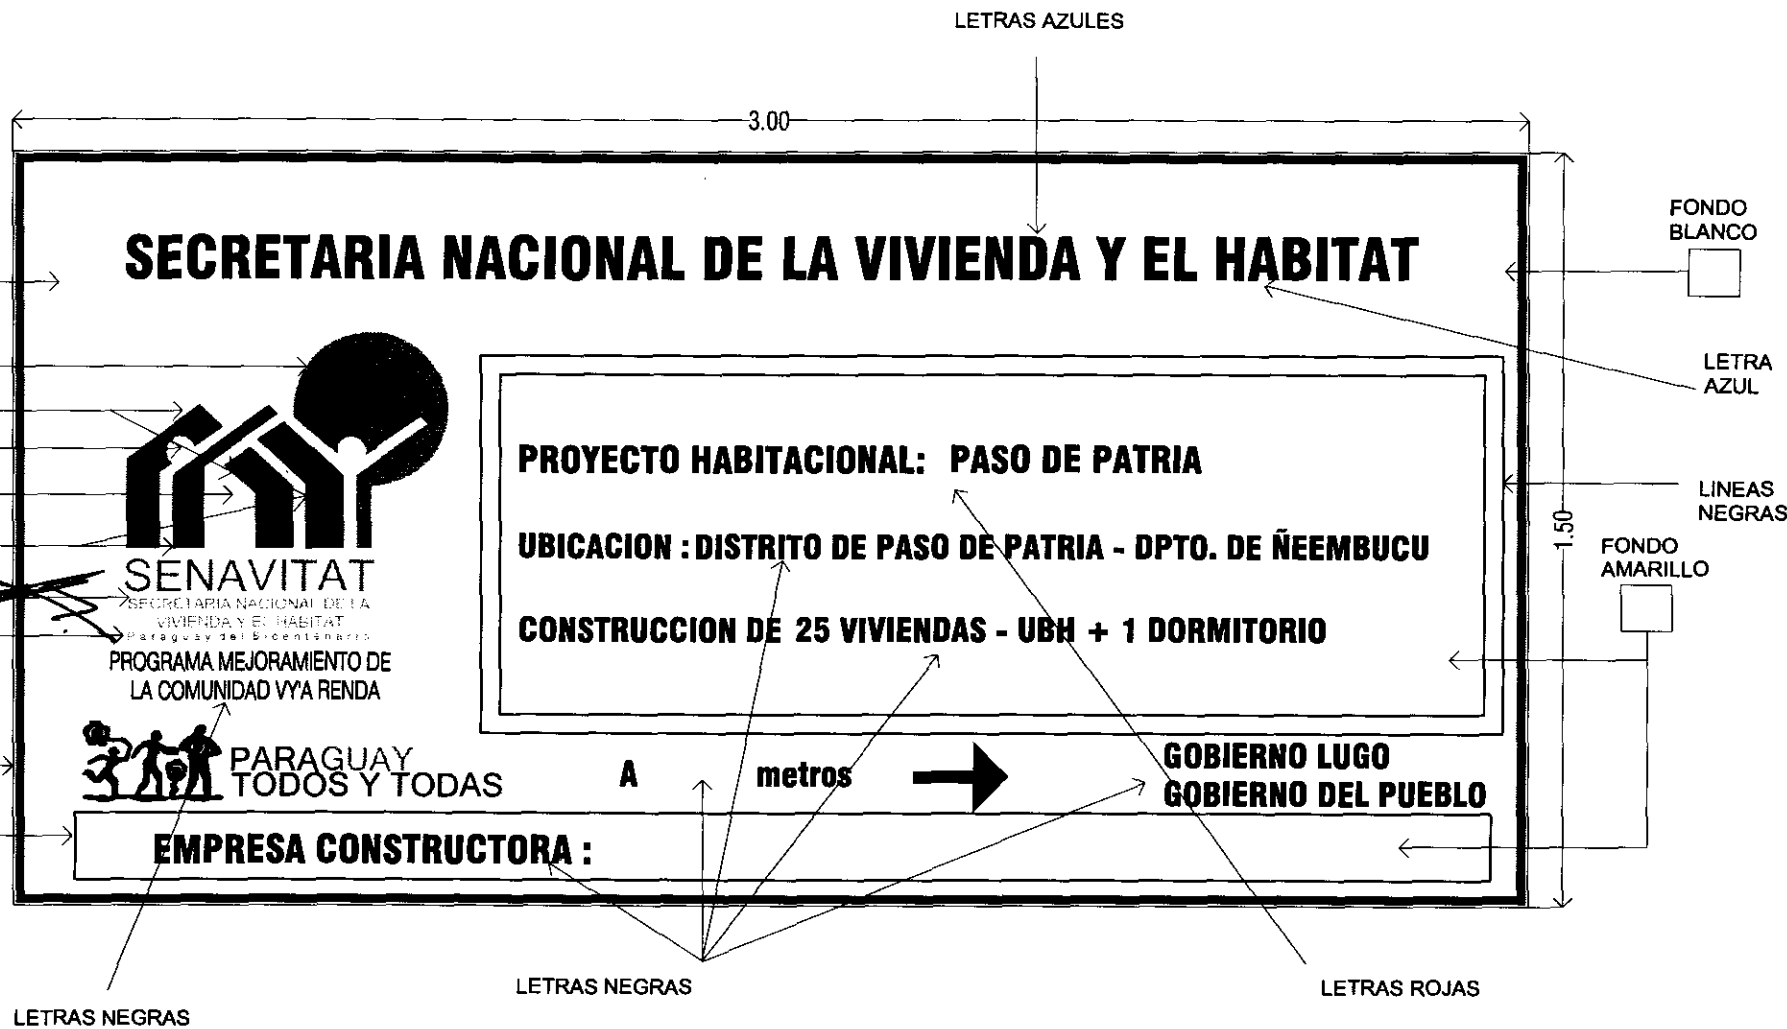 LETRAS AZULES
3.00
SECRETARIA NACIONAL DE LA VIVIENDA Y EL HABITAT
FONDO
BLANCO
LETRA
AZUL
PROYECTO HABITACIONAL: PASO DE PATRIA
UBICACION : DISTRITO DE PASO DE PATRIA - DPTO. DE ÑEEMBUCU
CONSTRUCCION DE 25 VIVIENDAS - UBH + 1 DORMITORIO
LINEAS
NEGRAS
1.50
FONDO
AMARILLO
SENAVITAT
SECRETARIA NACIONAL DE LA
VIVIENDA Y EL HABITAT
Paraguay del Bicentenario
PROGRAMA MEJORAMIENTO DE
LA COMUNIDAD VY'A RENDA
PARAGUAY
TODOS Y TODAS
A metros
GOBIERNO LUGO
GOBIERNO DEL PUEBLO
EMPRESA CONSTRUCTORA :
LETRAS NEGRAS
LETRAS ROJAS
LETRAS NEGRAS